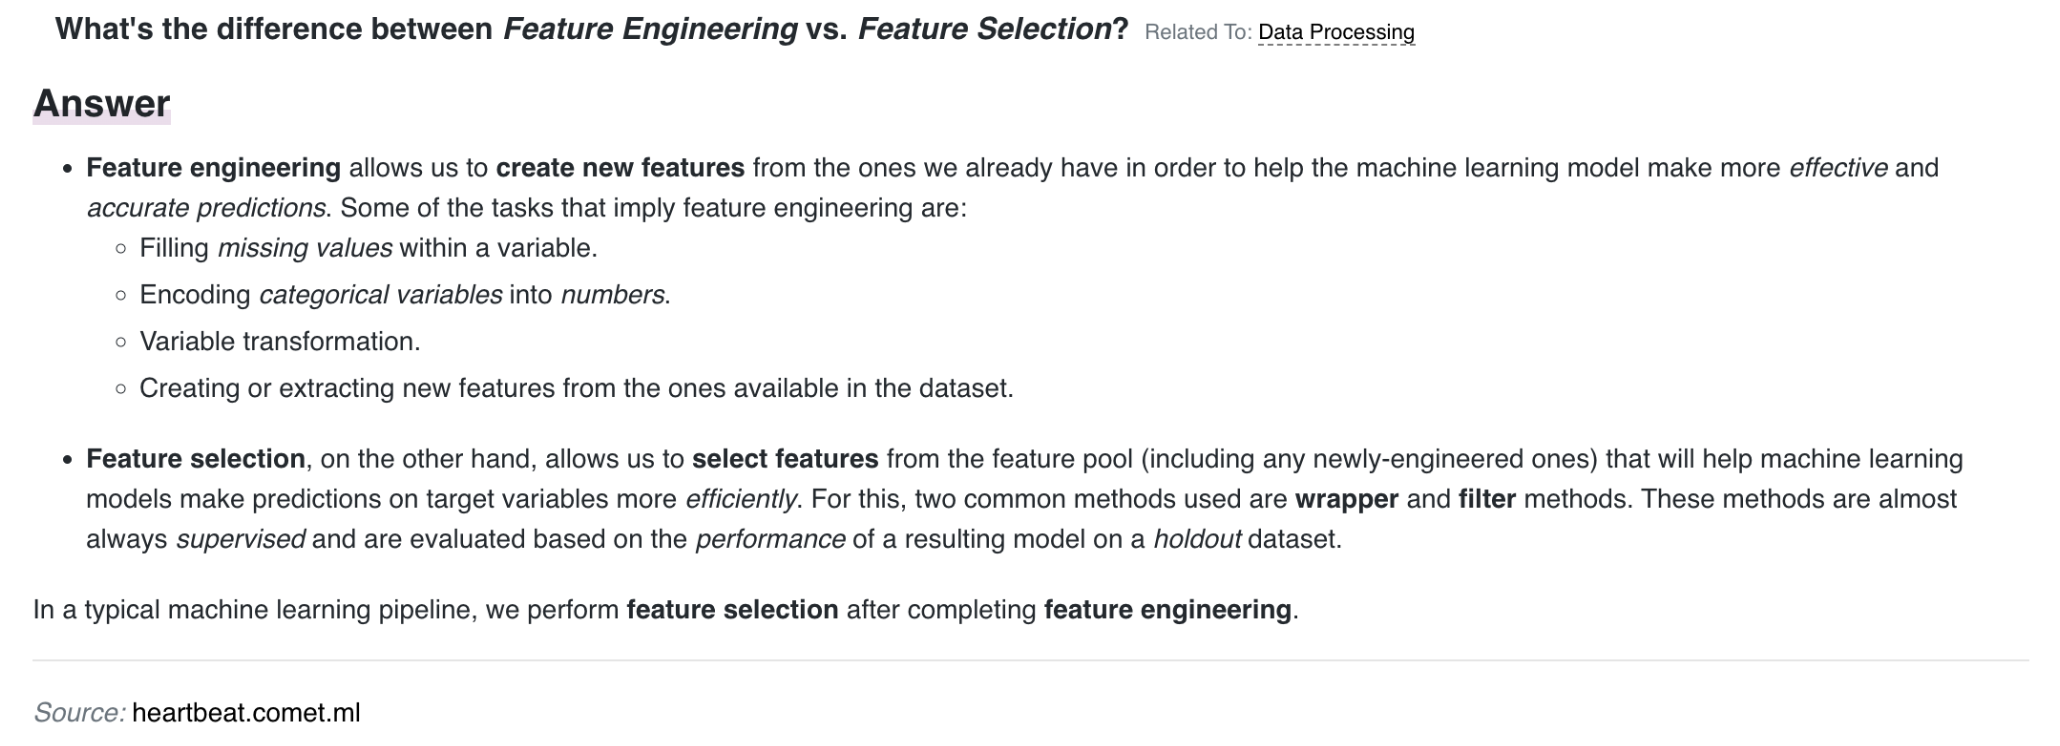 What's the difference between Feature Engineering vs. Feature Selection? Related To: Data Processing
Answer
• Feature engineering allows us to create new features from the ones we already have in order to help the machine learning model make more effective and
accurate predictions. Some of the tasks that imply feature engineering are:
◦ Filling missing values within a variable.
◦ Encoding categorical variables into numbers.
◦ Variable transformation.
◦ Creating or extracting new features from the ones available in the dataset.
• Feature selection, on the other hand, allows us to select features from the feature pool (including any newly-engineered ones) that will help machine learning
models make predictions on target variables more efficiently. For this, two common methods used are wrapper and filter methods. These methods are almost
always supervised and are evaluated based on the performance of a resulting model on a holdout dataset.
In a typical machine learning pipeline, we perform feature selection after completing feature engineering.
Source: heartbeat.comet.ml